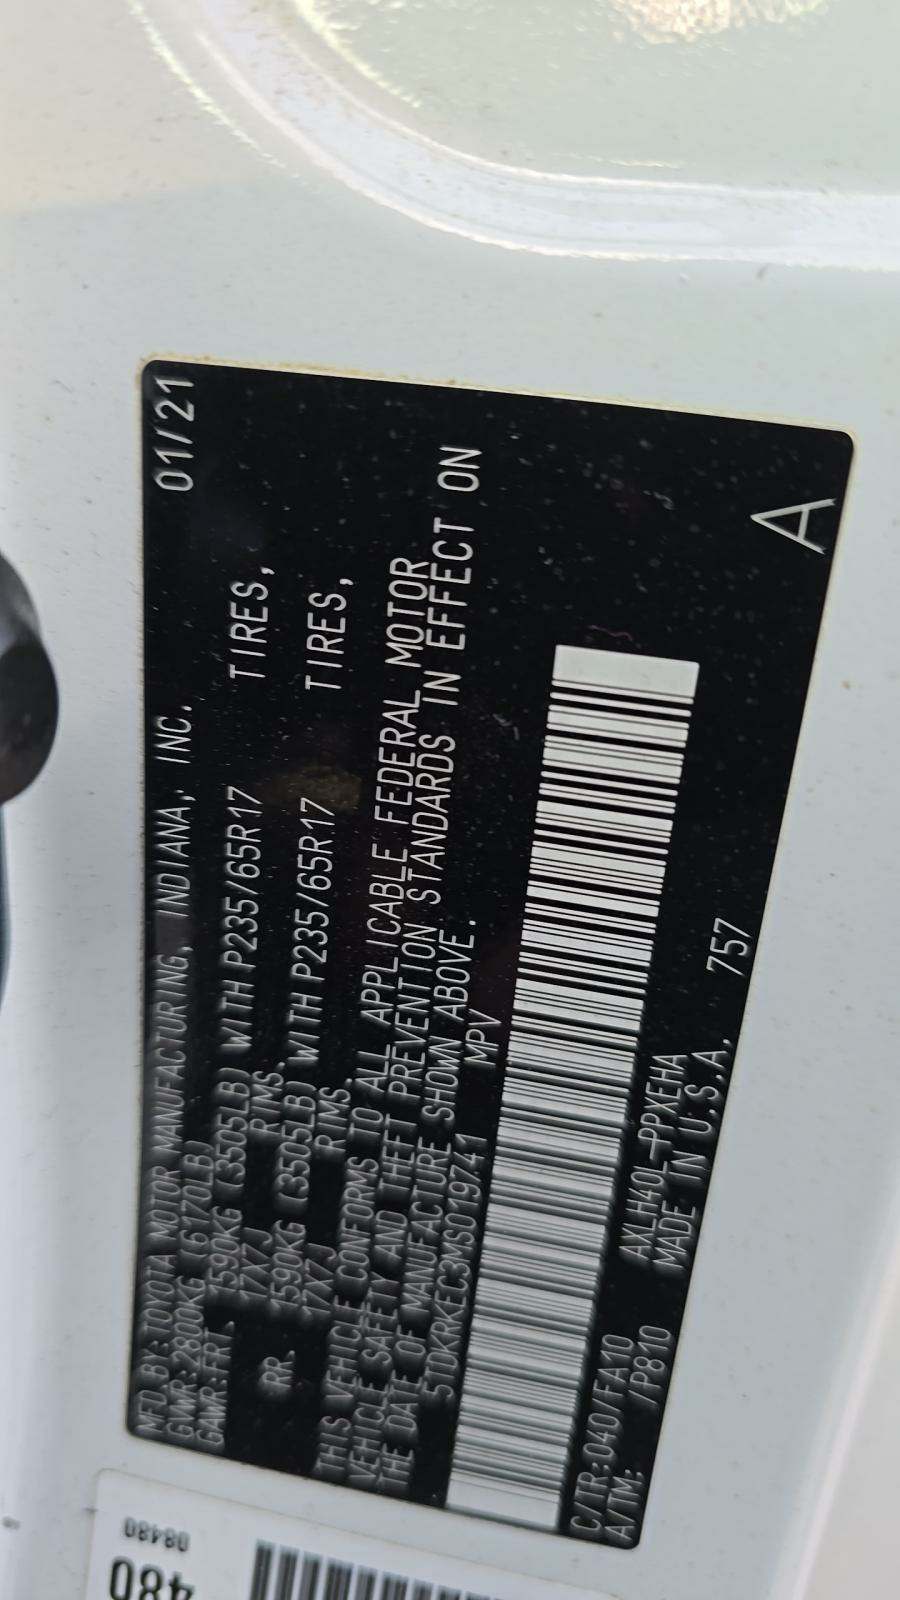 MFD.BY:TOYOTA MOTOR MANUFACTURING, INDIANA, INC. 01/21
GVWR:2800KG (6170LB)
GAWR:FRT. 1590KG (3505LB) WITH P235/65R17 TIRES,
17X7J RIMS.
RR. 1590KG (3505LB) WITH P235/65R17 TIRES,
17X7J RIMS.
THIS VEHICLE CONFORMS TO ALL APPLICABLE FEDERAL MOTOR
VEHICLE SAFETY AND THEFT PREVENTION STANDARDS IN EFFECT ON
THE DATE OF MANUFACTURE SHOWN ABOVE.
5TDKRKEC3MS019741 MPV
C/TR:040/FA10 AXLH40L-PPXEHA
A/TM: /P810 MADE IN U.S.A. 757
A
08480
480